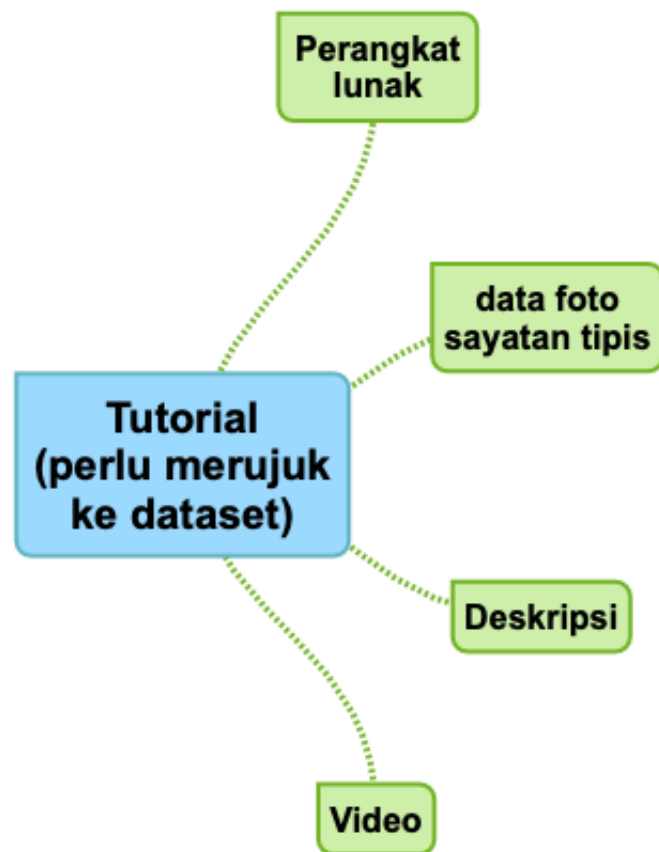 Perangkat
lunak
data foto
sayatan tipis
Tutorial
(perlu merujuk
ke dataset)
Deskripsi
Video